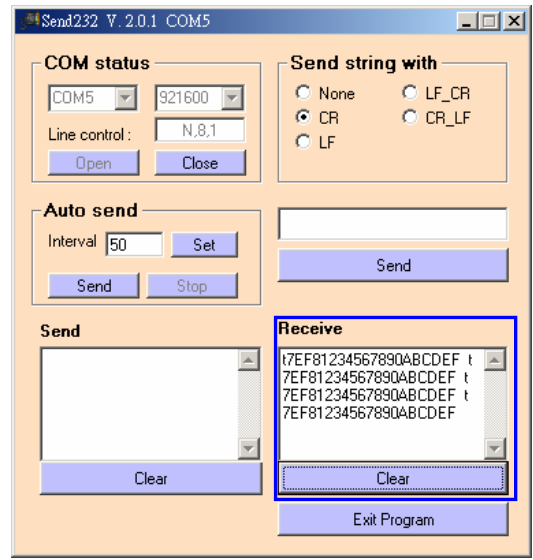 Send232 V. 2.0.1 COM5
COM status
COM5 921600
Line control : N,8,1
Open Close
Send string with
None LF_CR
CR CR_LF
LF
Auto send
Interval 50 Set
Send Stop
Send
Send
Clear
Receive
t7EF81234567890ABCDEF t
7EF81234567890ABCDEF t
7EF81234567890ABCDEF t
7EF81234567890ABCDEF
Clear
Exit Program